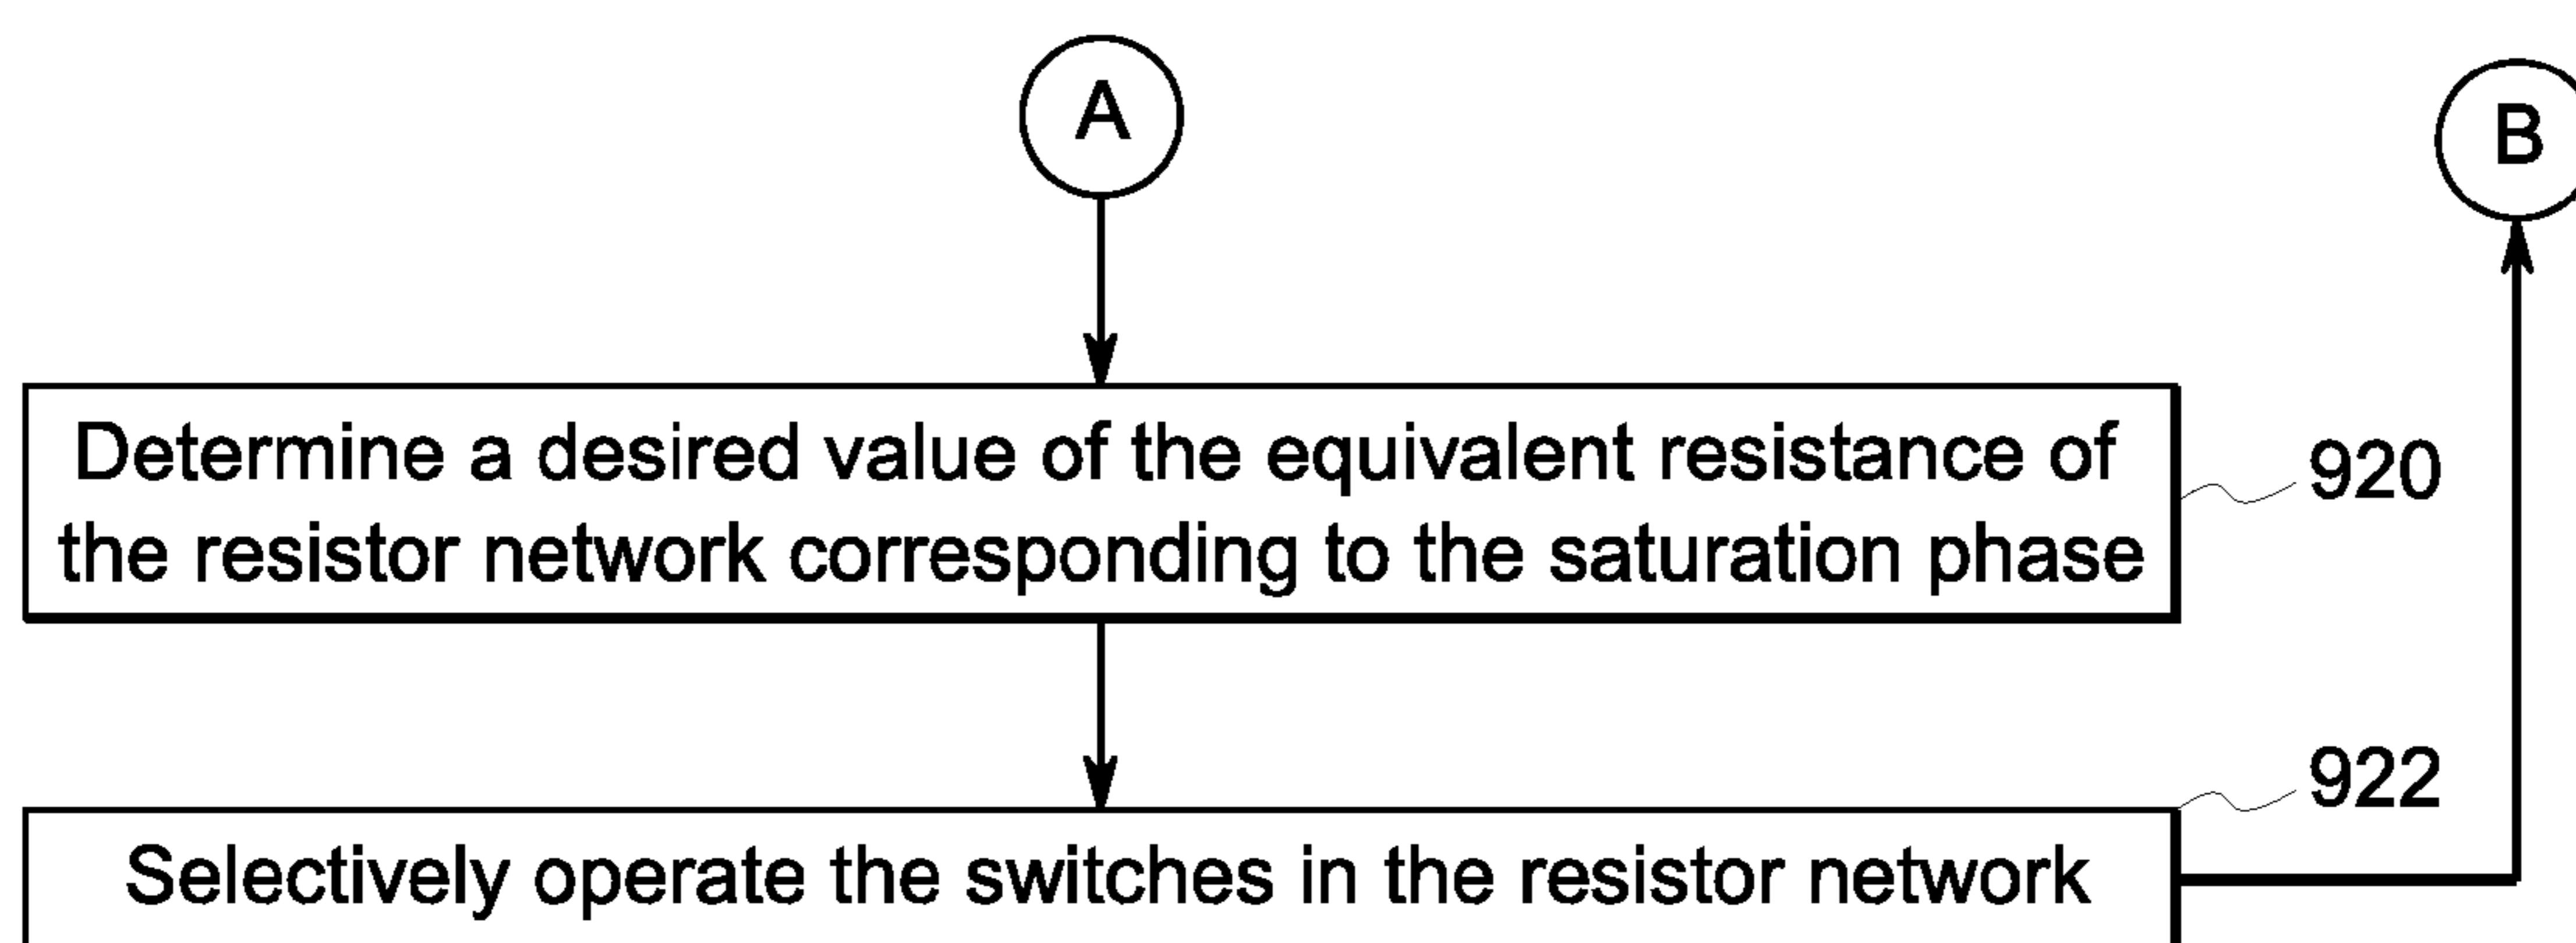 A
B
Determine a desired value of the equivalent resistance of
the resistor network corresponding to the saturation phase
920
922
Selectively operate the switches in the resistor network